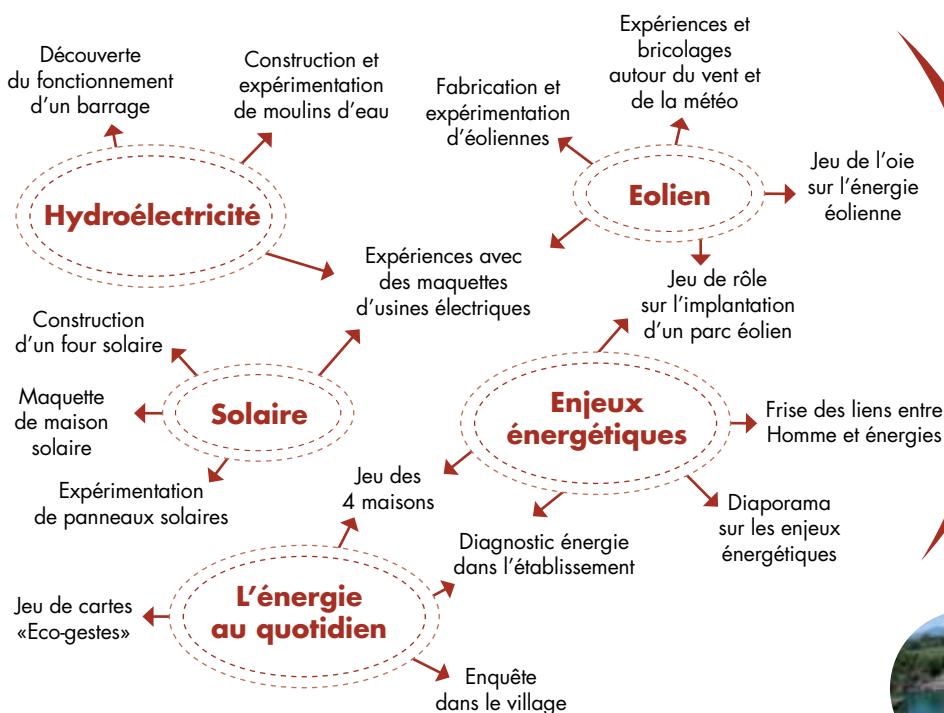 Découverte
du fonctionnement
d'un barrage
Construction et
expérimentation
de moulins d'eau
Hydroélectricité
Expériences et
bricolages
autour du vent et
de la météo
Fabrication et
expérimentation
d'éoliennes
Eolien
Jeu de l'oie
sur l'énergie
éolienne
Expériences avec
des maquettes
d'usines électriques
Jeu de rôle
sur l'implantation
d'un parc éolien
Construction
d'un four solaire
Maquette
de maison
solaire
Solaire
Expérimentation
de panneaux solaires
Enjeux
énergétiques
Frise des liens entre
Homme et énergies
Jeu des
4 maisons
Diagnostic énergie
dans l'établissement
Diaporama
sur les enjeux
énergétiques
L'énergie
au quotidien
Jeu de cartes
«Eco-gestes»
Enquête
dans le village